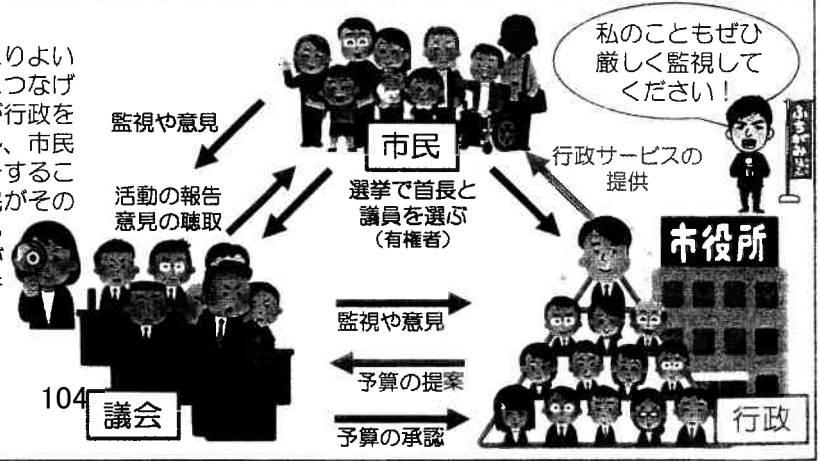 りよい
つなげ
行政を
、市民
するこ
民がその
私のこともぜひ
厳しく監視して
ください！
監視や意見
市民
行政サービスの
提供
活動の報告
意見の聴取
選挙で首長と
議員を選ぶ
（有権者）
市役所
監視や意見
予算の提案
104
議会
予算の承認
行政